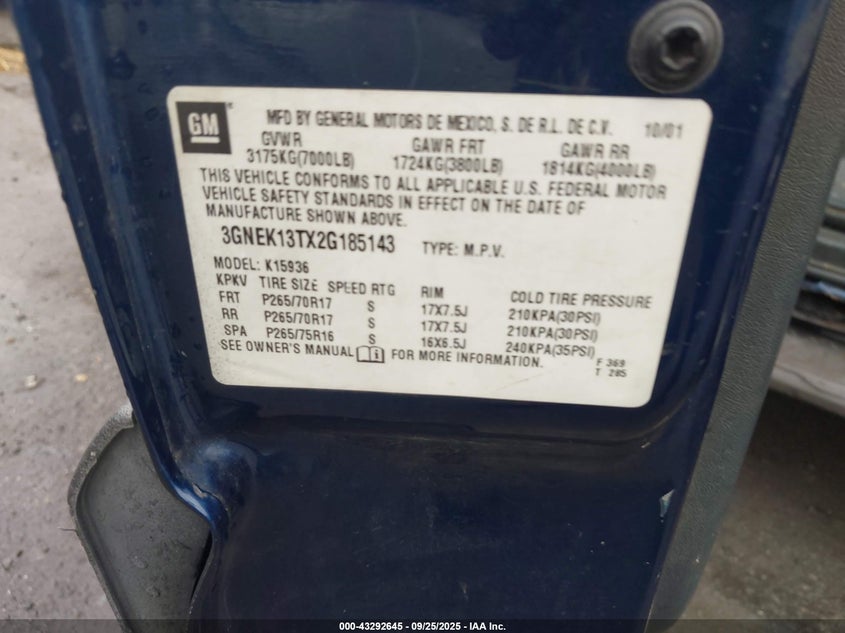 GM
MFD BY GENERAL MOTORS DE MEXICO, S. DE R.L. DE C.V. 10/01
GVWR GAWR FRT GAWR RR
3175KG(7000LB) 1724KG(3800LB) 1814KG(4000LB)
THIS VEHICLE CONFORMS TO ALL APPLICABLE U.S. FEDERAL MOTOR
VEHICLE SAFETY STANDARDS IN EFFECT ON THE DATE OF
MANUFACTURE SHOWN ABOVE.
3GNEK13TX2G185143 TYPE: M.P.V.
MODEL: K15936
KPKV TIRE SIZE SPEED RTG RIM COLD TIRE PRESSURE
FRT P265/70R17 S 17X7.5J 210KPA(30PSI)
RR P265/70R17 S 17X7.5J 210KPA(30PSI)
SPA P265/75R16 S 16X6.5J 240KPA(35PSI)
SEE OWNER'S MANUAL FOR MORE INFORMATION.
F 369
T 285
000-43292645 - 09/25/2025 - IAA Inc.